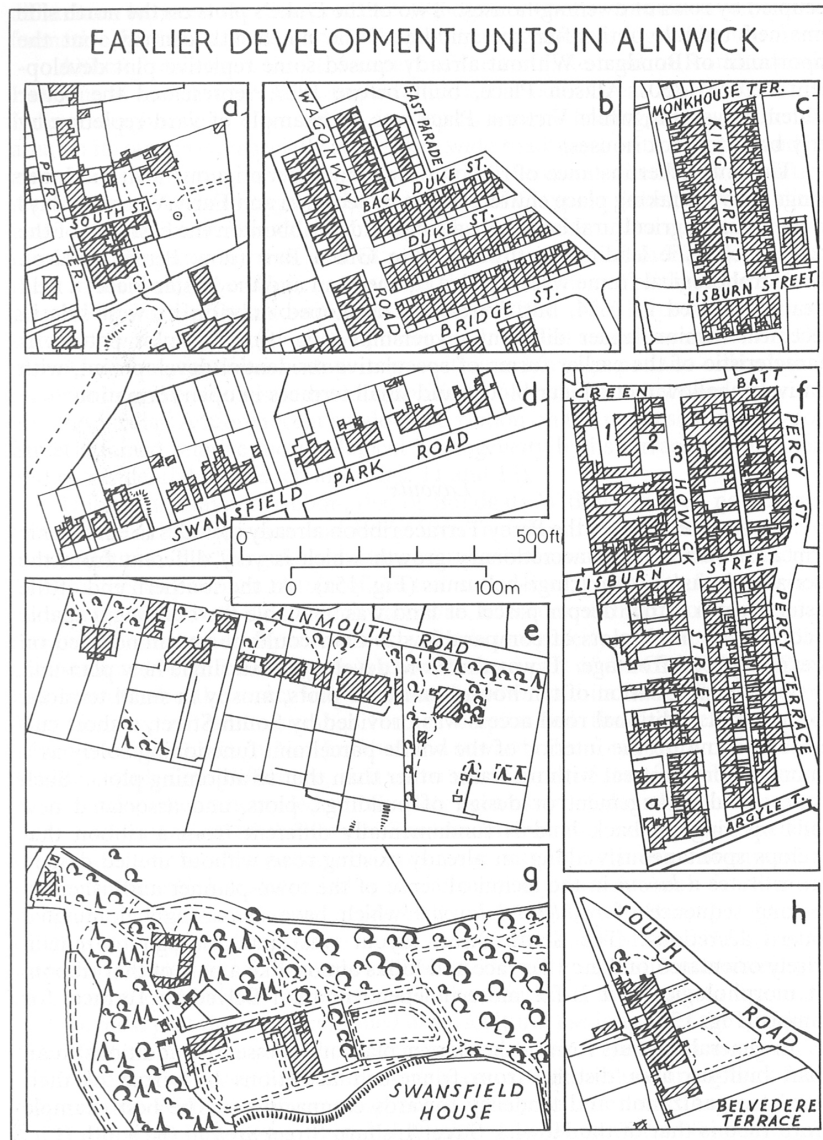 EARLIER DEVELOPMENT UNITS IN ALNWICK
a
PERCY TER.
SOUTH ST.
b
WAGONWAY ROAD
EAST PARADE
BACK DUKE ST.
DUKE ST.
BRIDGE ST.
c
MONKHOUSE TER.
KING STREET
LISBURN STREET
d
SWANSFIELD PARK ROAD
0 500ft
0 100m
e
ALNMOUTH ROAD
f
GREEN BATT
1
2
3
HOWICK STREET
PERCY ST.
LISBURN STREET
PERCY TERRACE
a
ARGYLE T.
g
SWANSFIELD
HOUSE
h
SOUTH ROAD
BELVEDERE
TERRACE